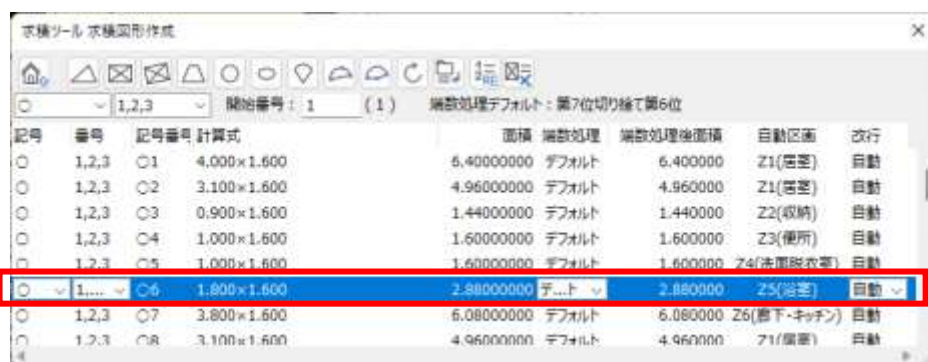 求積ツール 求積図形作成
○ 1,2,3 開始番号: 1 (1) 端数処理デフォルト: 第7位切り捨て第6位
記号 番号 記号番号 計算式 面積 端数処理 端数処理後面積 自動区画 改行
○ 1,2,3 ○1 4.000×1.600 6.40000000 デフォルト 6.400000 Z1(居室) 自動
○ 1,2,3 ○2 3.100×1.600 4.96000000 デフォルト 4.960000 Z1(居室) 自動
○ 1,2,3 ○3 0.900×1.600 1.44000000 デフォルト 1.440000 Z2(収納) 自動
○ 1,2,3 ○4 1.000×1.600 1.60000000 デフォルト 1.600000 Z3(便所) 自動
○ 1,2,3 ○5 1.000×1.600 1.60000000 デフォルト 1.600000 Z4(洗面脱衣室) 自動
○ 1,... ○6 1.800×1.600 2.88000000 デ...ト 2.880000 Z5(浴室) 自動
○ 1,2,3 ○7 3.800×1.600 6.08000000 デフォルト 6.080000 Z6(廊下・キッチン) 自動
○ 1,2,3 ○8 3.100×1.600 4.96000000 デフォルト 4.960000 Z1(居室) 自動